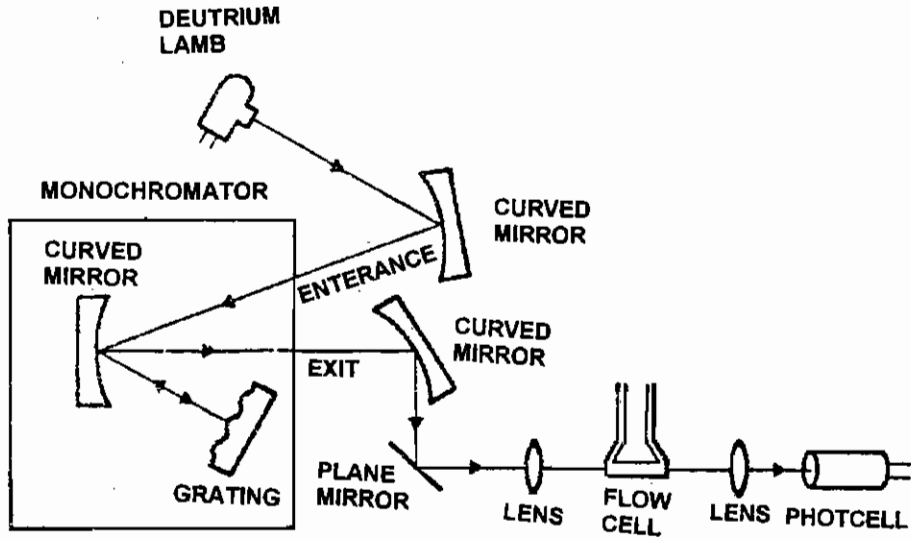 DEUTRIUM
LAMB
MONOCHROMATOR
CURVED
MIRROR
CURVED
MIRROR
ENTERANCE
CURVED
MIRROR
EXIT
GRATING
PLANE
MIRROR
LENS
FLOW
CELL
LENS
PHOTCELL